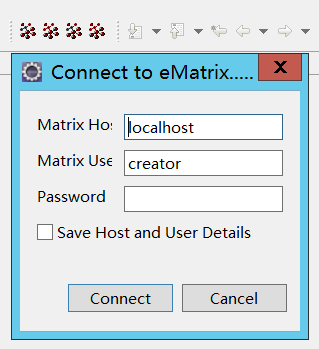 Connect to eMatrix.....
X
Matrix Hos
localhost
Matrix Use
creator
Password
Save Host and User Details
Connect Cancel